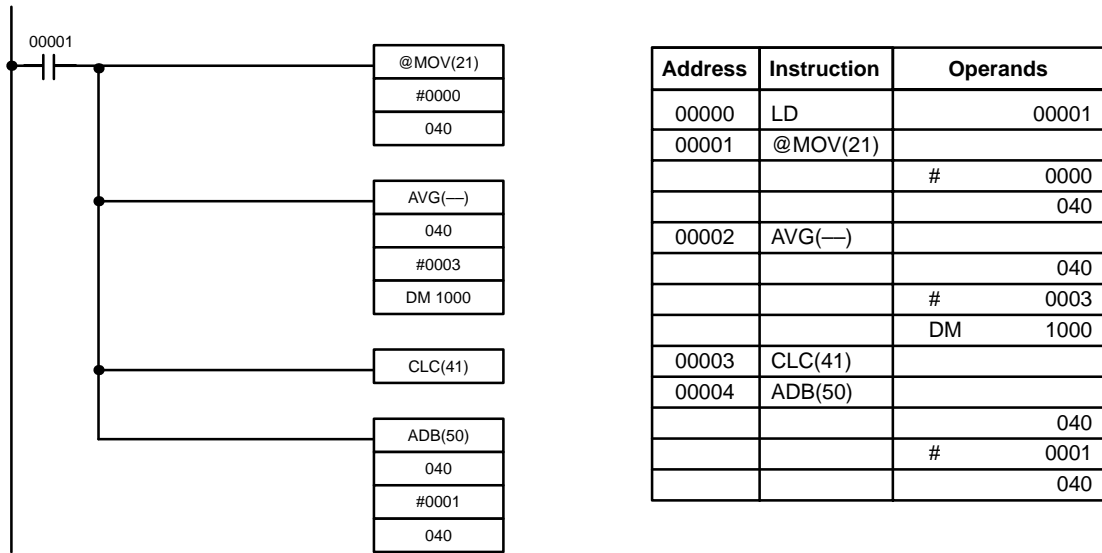 00001
@MOV(21)
#0000
040
AVG(––)
040
#0003
DM 1000
CLC(41)
ADB(50)
040
#0001
040
Address Instruction Operands
00000 LD 00001
00001 @MOV(21)
# 0000
040
00002 AVG(––)
040
# 0003
DM 1000
00003 CLC(41)
00004 ADB(50)
040
# 0001
040